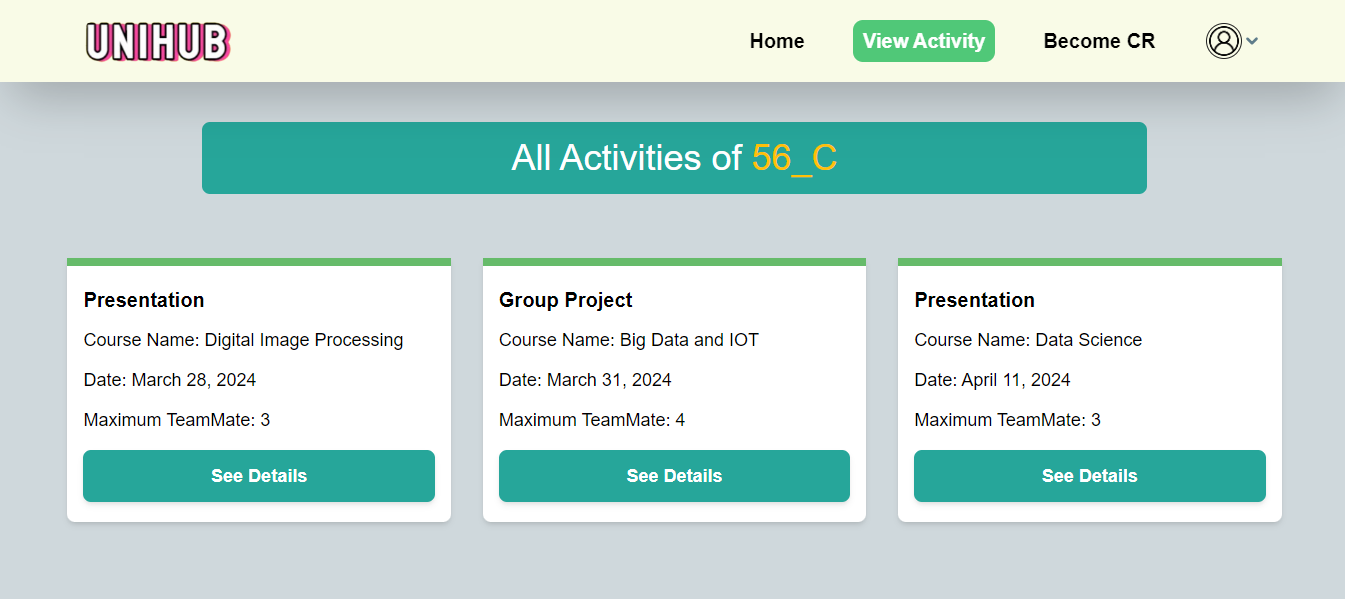 UNIHUB
Home
View Activity
Become CR
All Activities of 56_C
Presentation
Course Name: Digital Image Processing
Date: March 28, 2024
Maximum TeamMate: 3
See Details
Group Project
Course Name: Big Data and IOT
Date: March 31, 2024
Maximum TeamMate: 4
See Details
Presentation
Course Name: Data Science
Date: April 11, 2024
Maximum TeamMate: 3
See Details